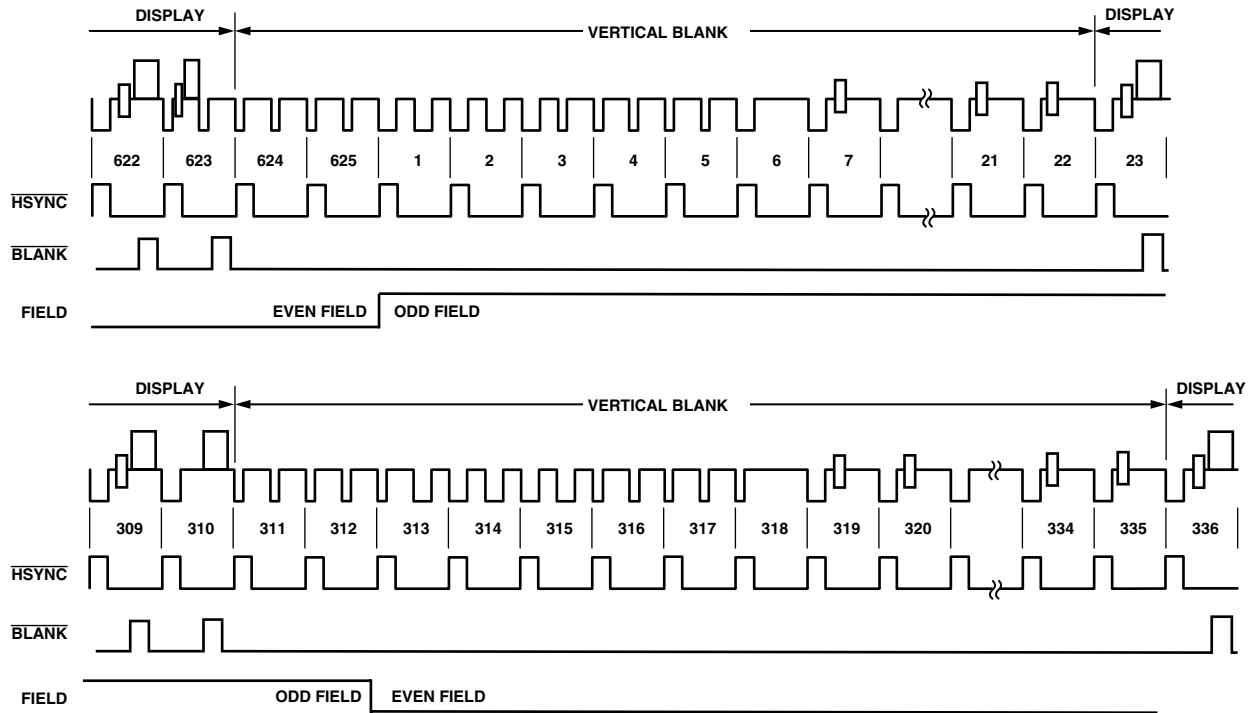 DISPLAY VERTICAL BLANK DISPLAY
622 623 624 625 1 2 3 4 5 6 7 21 22 23
HSYNC
BLANK
FIELD EVEN FIELD ODD FIELD
DISPLAY VERTICAL BLANK DISPLAY
309 310 311 312 313 314 315 316 317 318 319 320 334 335 336
HSYNC
BLANK
FIELD ODD FIELD EVEN FIELD